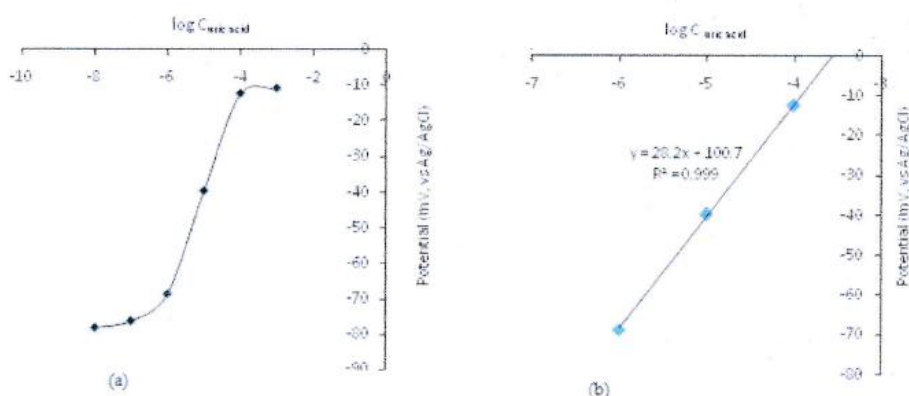 log C uric acid
0
-10 -8 -6 -4 -2 0
-10
-20
-30
-40
-50
-60
-70
-80
-90
Potential (mV, vs Ag/AgCl)
(a)
log C uric acid
0
-7 -6 -5 -4 -3
-10
-20
-30
-40
-50
-60
-70
-80
y = 28.2x + 100.7
R² = 0.999
Potential (mV, vs Ag/AgCl)
(b)